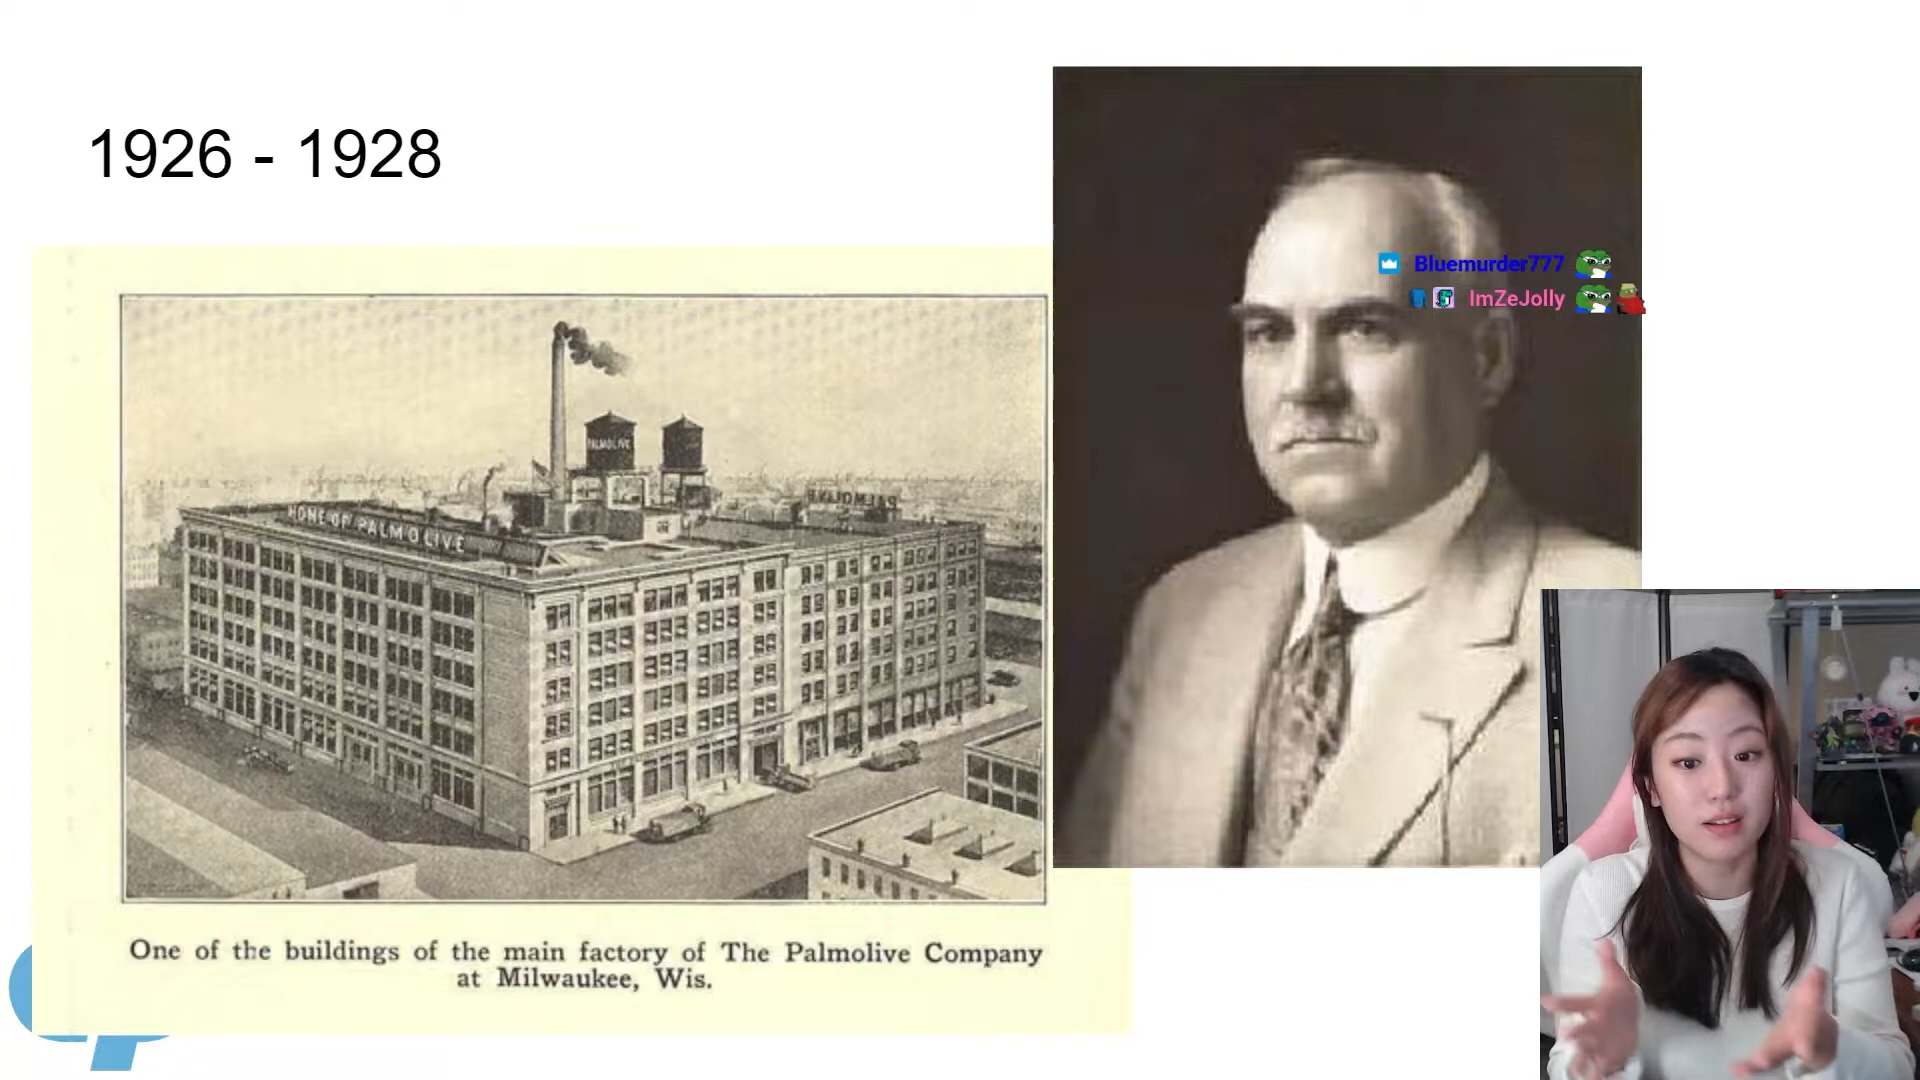 1926 - 1928
Bluemurder777
ImZeJolly
PALMOLIVE
PALMOLIVE
HOME OF PALMOLIVE
One of the buildings of the main factory of The Palmolive Company
at Milwaukee, Wis.